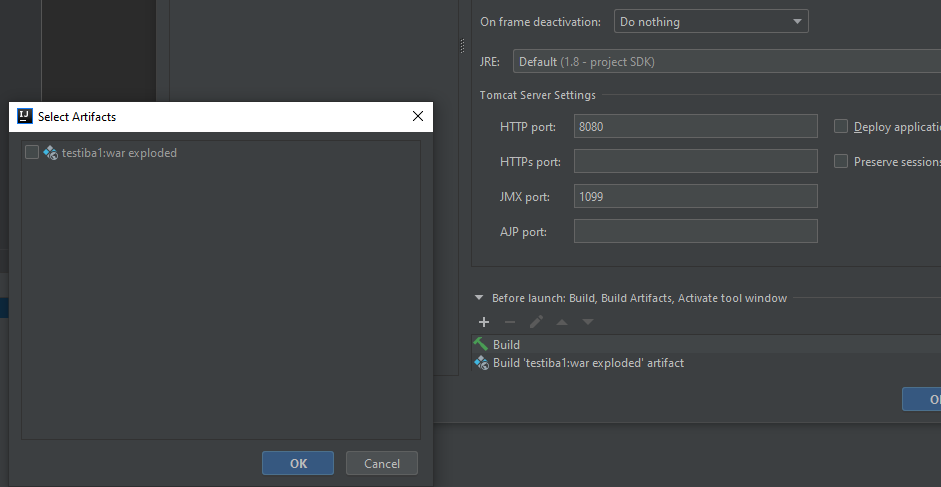 On frame deactivation: Do nothing
JRE: Default (1.8 - project SDK)
Tomcat Server Settings
HTTP port: 8080 Deploy applicatio
HTTPs port: Preserve sessions
JMX port: 1099
AJP port:
Before launch: Build, Build Artifacts, Activate tool window
Build
Build 'testiba1:war exploded' artifact
IJ Select Artifacts
testiba1:war exploded
OK Cancel